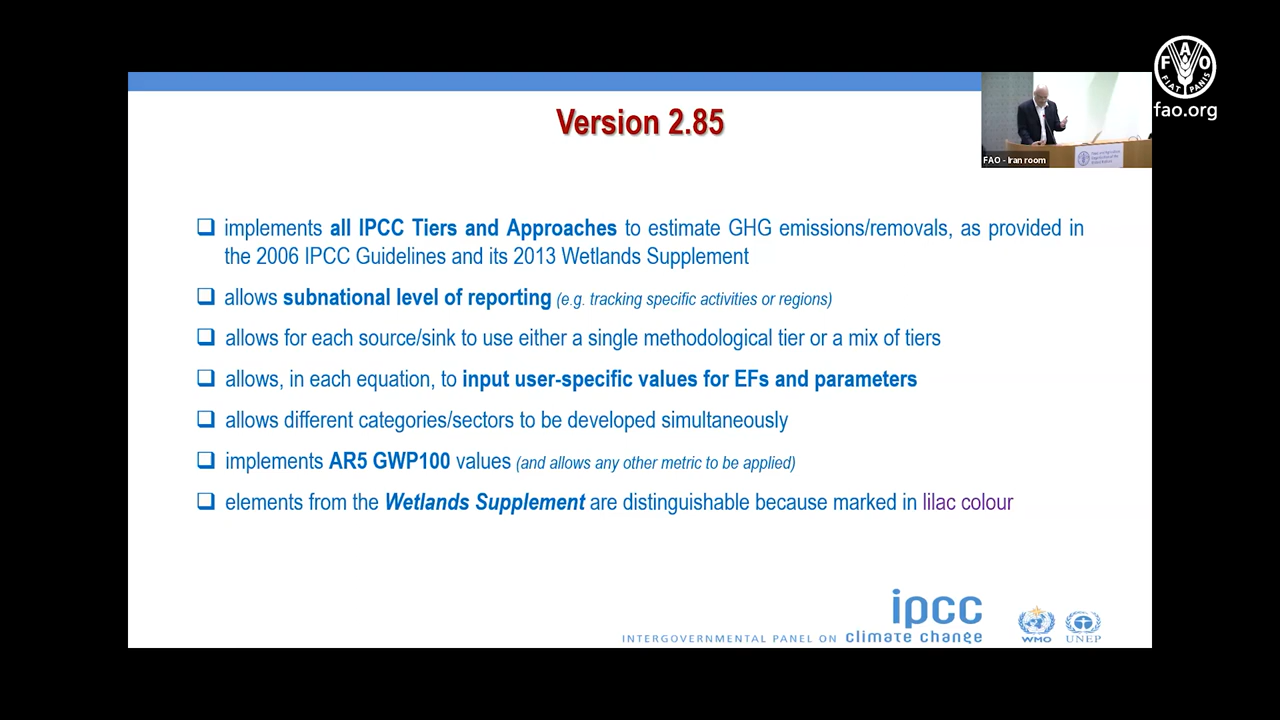 FAO
FIAT PANIS
fao.org
Version 2.85
FAO - Iran room
implements all IPCC Tiers and Approaches to estimate GHG emissions/removals, as provided in
the 2006 IPCC Guidelines and its 2013 Wetlands Supplement
allows subnational level of reporting (e.g. tracking specific activities or regions)
allows for each source/sink to use either a single methodological tier or a mix of tiers
allows, in each equation, to input user-specific values for EFs and parameters
allows different categories/sectors to be developed simultaneously
implements AR5 GWP100 values (and allows any other metric to be applied)
elements from the Wetlands Supplement are distinguishable because marked in lilac colour
ipcc
INTERGOVERNMENTAL PANEL ON climate change
WMO
UNEP